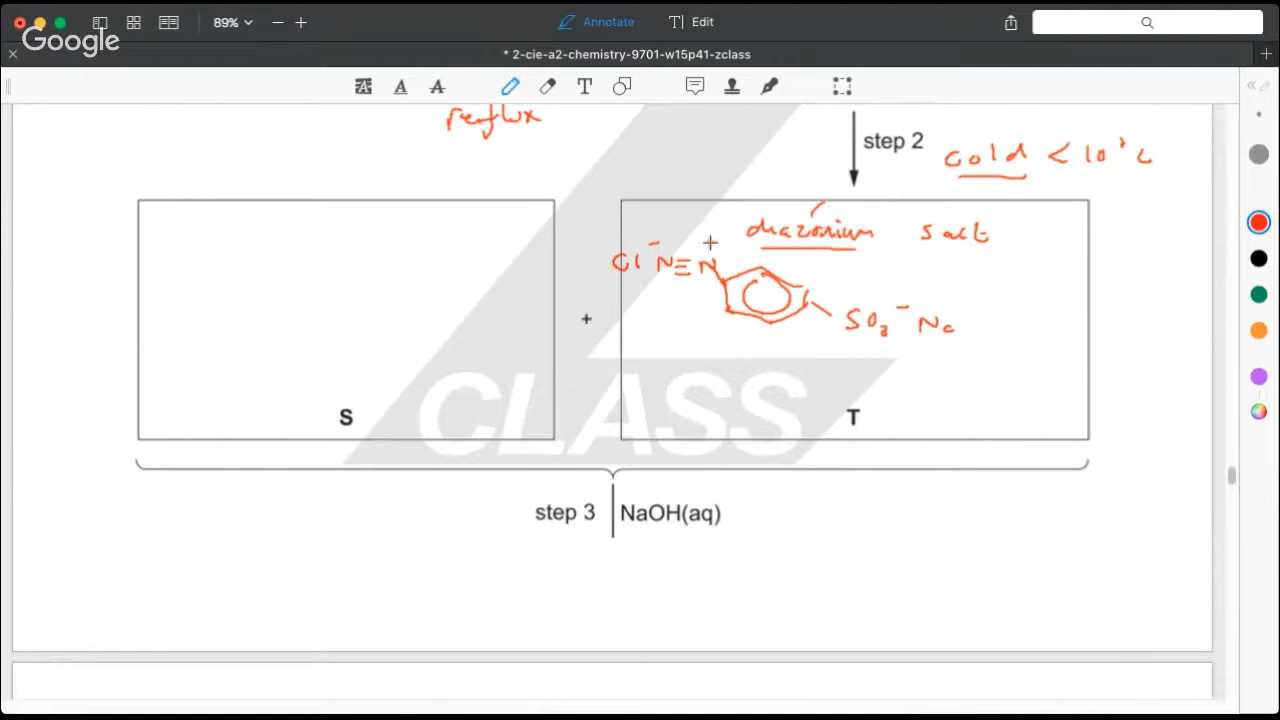 89% Annotate T| Edit
Google
* 2-cie-a2-chemistry-9701-w15p41-zclass
reflux
step 2
cold < 10°C
diazonium salt
Cl⁻ N≡N⁺
SO₃⁻ Na
+
CLASS
S T
step 3 NaOH(aq)